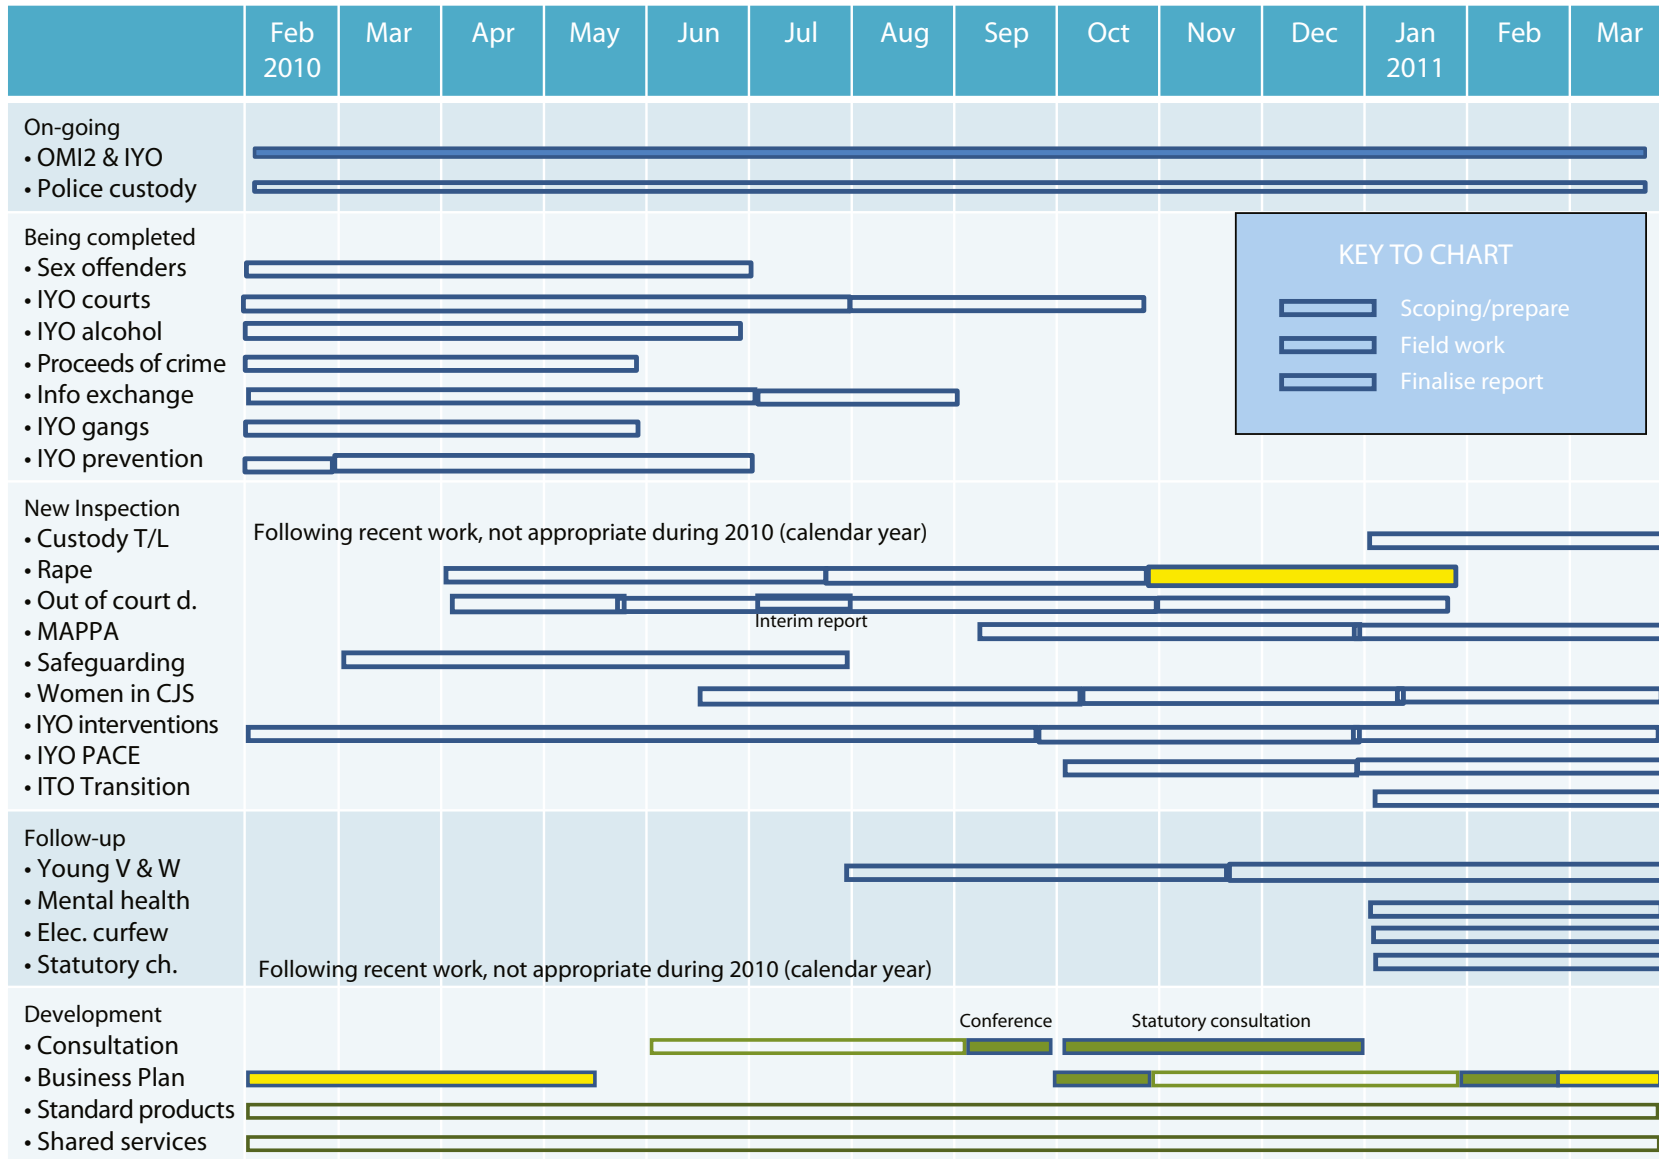 Feb Mar Apr May Jun Jul Aug Sep Oct Nov Dec Jan Feb Mar
2010 2011
On-going
• OMI2 & IYO
• Police custody
Being completed
• Sex offenders
• IYO courts
• IYO alcohol
• Proceeds of crime
• Info exchange
• IYO gangs
• IYO prevention
KEY TO CHART
Scoping/prepare
Field work
Finalise report
New Inspection
• Custody T/L
Following recent work, not appropriate during 2010 (calendar year)
• Rape
• Out of court d.
Interim report
• MAPPA
• Safeguarding
• Women in CJS
• IYO interventions
• IYO PACE
• ITO Transition
Follow-up
• Young V & W
• Mental health
• Elec. curfew
• Statutory ch.
Following recent work, not appropriate during 2010 (calendar year)
Development
Conference Statutory consultation
• Consultation
• Business Plan
• Standard products
• Shared services